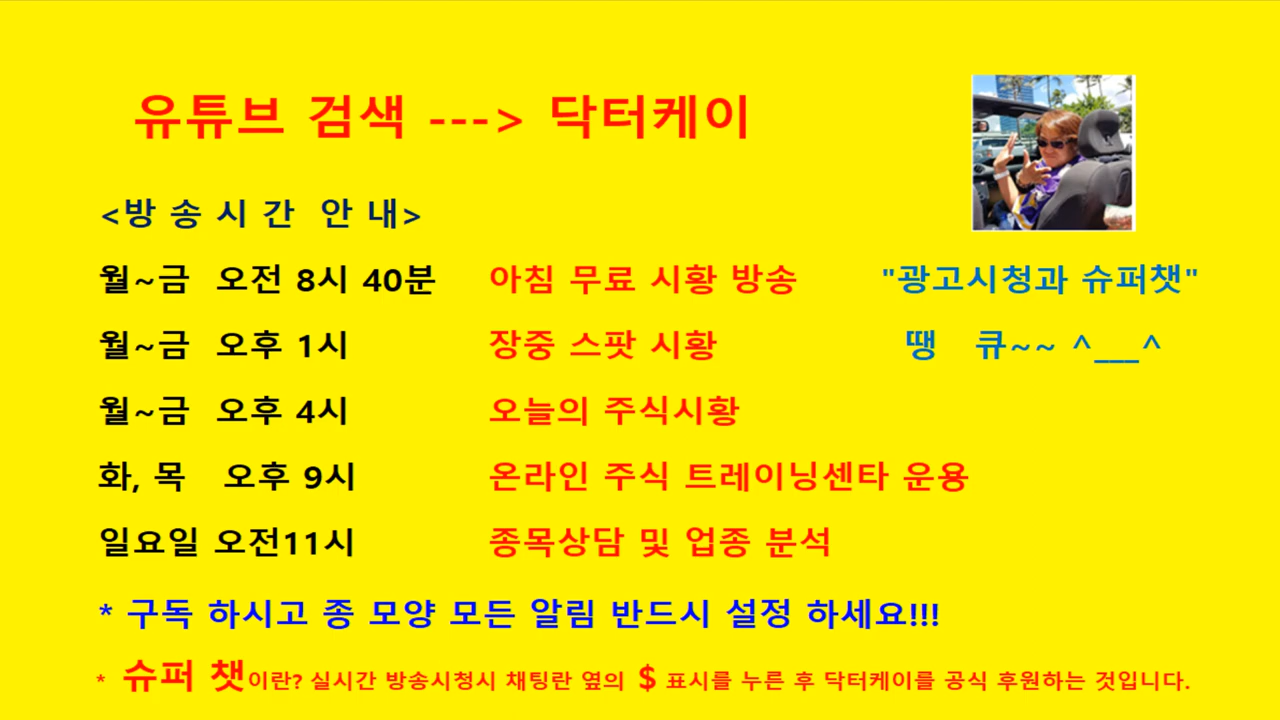 유튜브 검색 ---> 닥터케이
<방 송 시 간 안 내>
월~금 오전 8시 40분 아침 무료 시황 방송 "광고시청과 슈퍼챗"
월~금 오후 1시 장중 스팟 시황 땡 큐~~ ^___^
월~금 오후 4시 오늘의 주식시황
화, 목 오후 9시 온라인 주식 트레이닝센타 운용
일요일 오전11시 종목상담 및 업종 분석
* 구독 하시고 종 모양 모든 알림 반드시 설정 하세요!!!
* 슈퍼 챗이란? 실시간 방송시청시 채팅란 옆의 $ 표시를 누른 후 닥터케이를 공식 후원하는 것입니다.